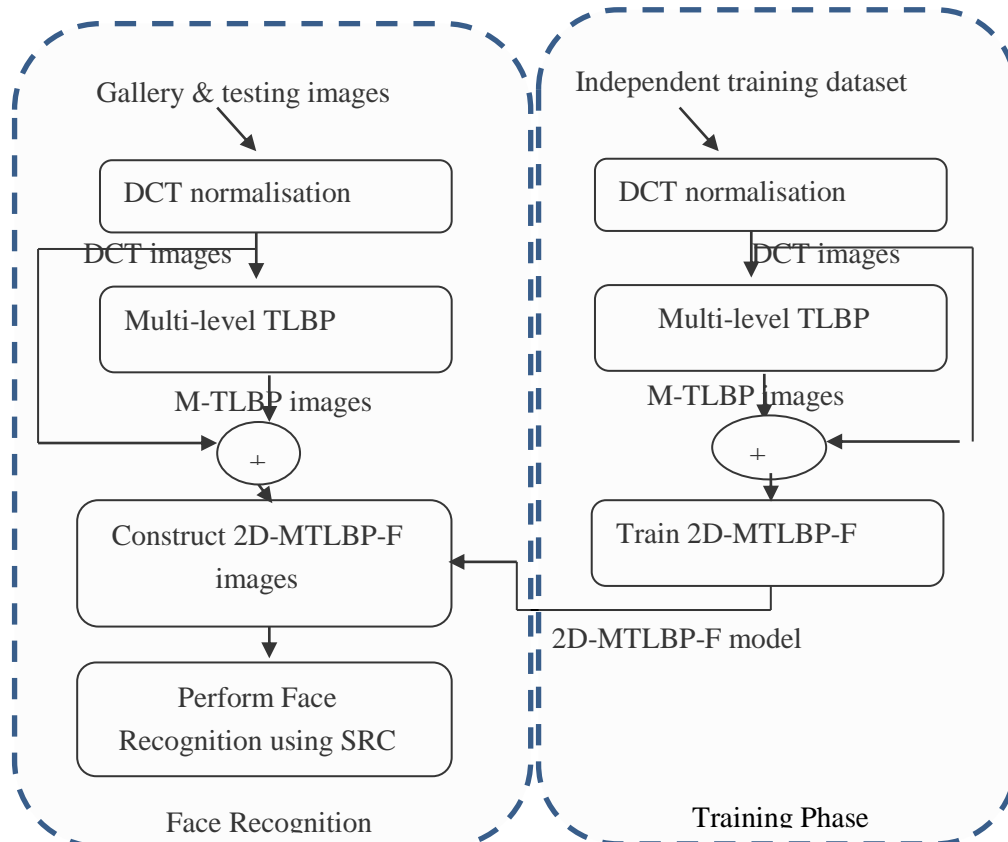 Gallery & testing images
DCT normalisation
DCT images
Multi-level TLBP
M-TLBP images
+
Construct 2D-MTLBP-F
images
Perform Face
Recognition using SRC
Face Recognition
Independent training dataset
DCT normalisation
DCT images
Multi-level TLBP
M-TLBP images
+
Train 2D-MTLBP-F
2D-MTLBP-F model
Training Phase